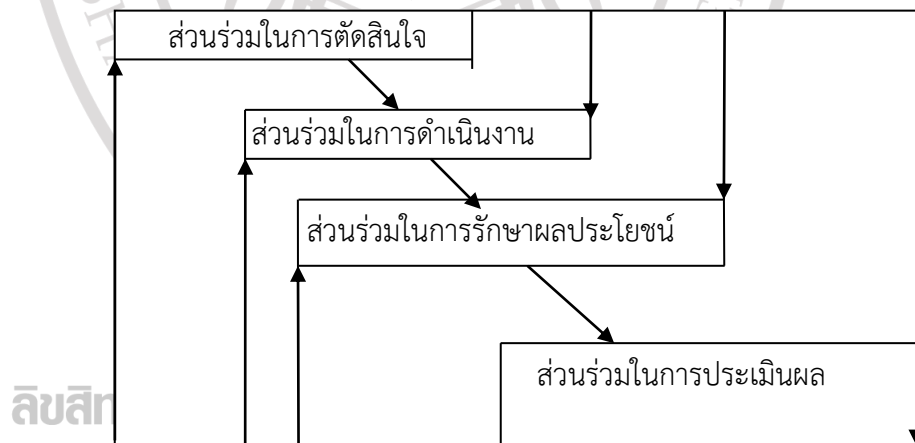 ส่วนร่วมในการตัดสินใจ
ส่วนร่วมในการดำเนินงาน
ส่วนร่วมในการรักษาผลประโยชน์
ส่วนร่วมในการประเมินผล